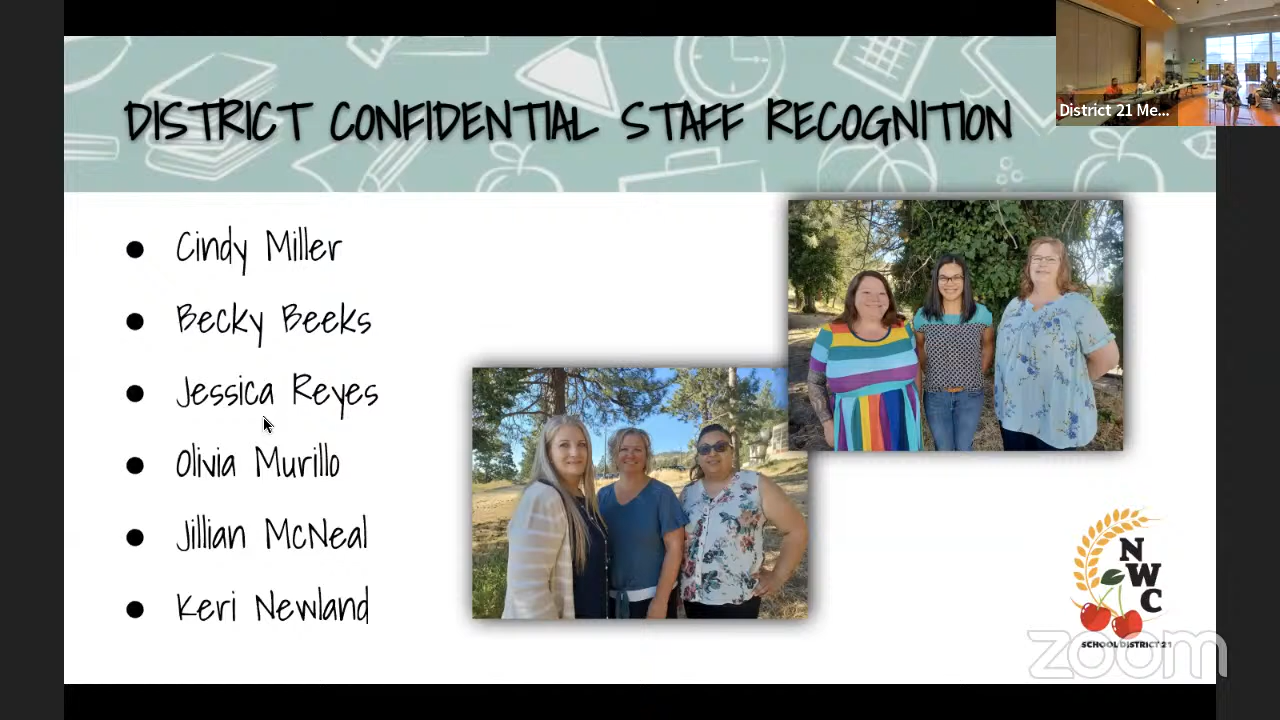 DISTRICT CONFIDENTIAL STAFF RECOGNITION
District 21 Me...
Cindy Miller
Becky Beeks
Jessica Reyes
Olivia Murillo
Jillian McNeal
Keri Newland
N
W
C
SCHOOL DISTRICT 21
zoom